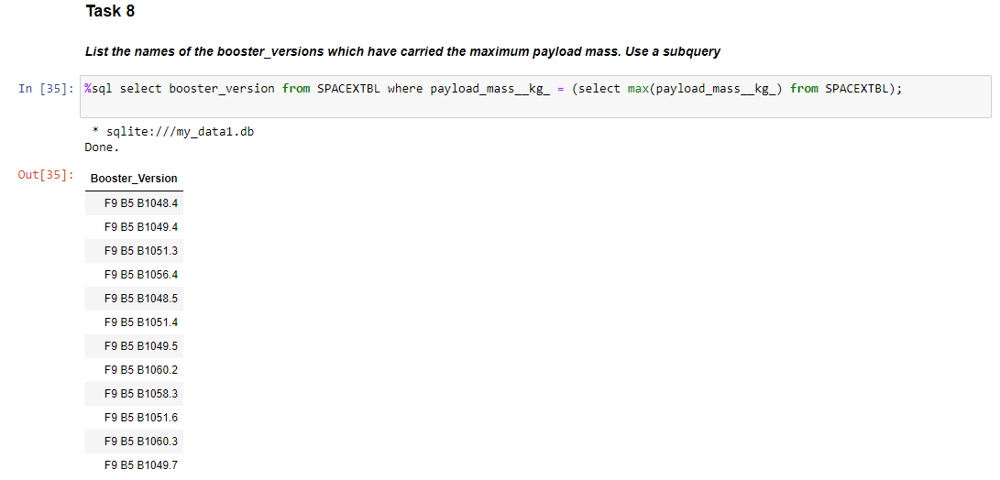 Task 8
List the names of the booster_versions which have carried the maximum payload mass. Use a subquery
In [35]: %sql select booster_version from SPACEXTBL where payload_mass__kg_ = (select max(payload_mass__kg_) from SPACEXTBL);
* sqlite:///my_data1.db
Done.
Out[35]: Booster_Version
F9 B5 B1048.4
F9 B5 B1049.4
F9 B5 B1051.3
F9 B5 B1056.4
F9 B5 B1048.5
F9 B5 B1051.4
F9 B5 B1049.5
F9 B5 B1060.2
F9 B5 B1058.3
F9 B5 B1051.6
F9 B5 B1060.3
F9 B5 B1049.7